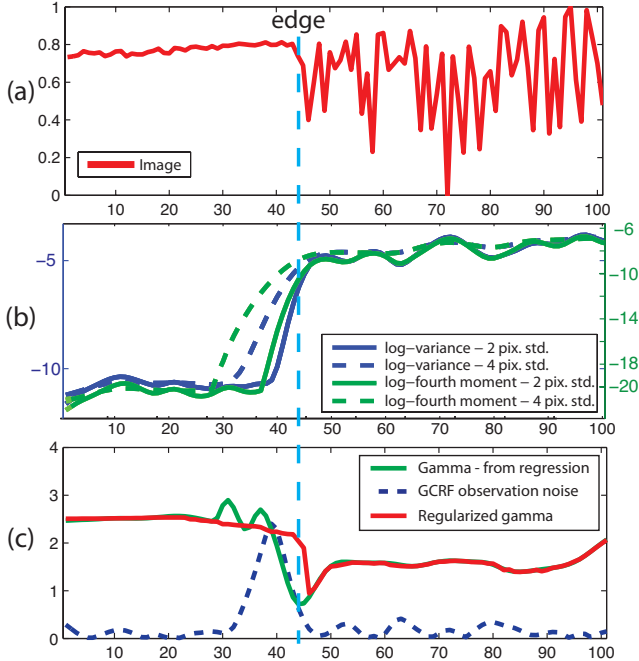 edge
(a)
1
0.8
0.6
0.4
0.2
0
Image
10 20 30 40 50 60 70 80 90 100
(b)
−5
−10
-6
-8
-10
-12
-14
-16
-18
-20
log−variance − 2 pix. std.
log−variance − 4 pix. std.
log−fourth moment − 2 pix. std.
log−fourth moment − 4 pix. std.
10 20 30 40 50 60 70 80 90 100
(c)
4
3
2
1
0
Gamma - from regression
GCRF observation noise
Regularized gamma
10 20 30 40 50 60 70 80 90 100